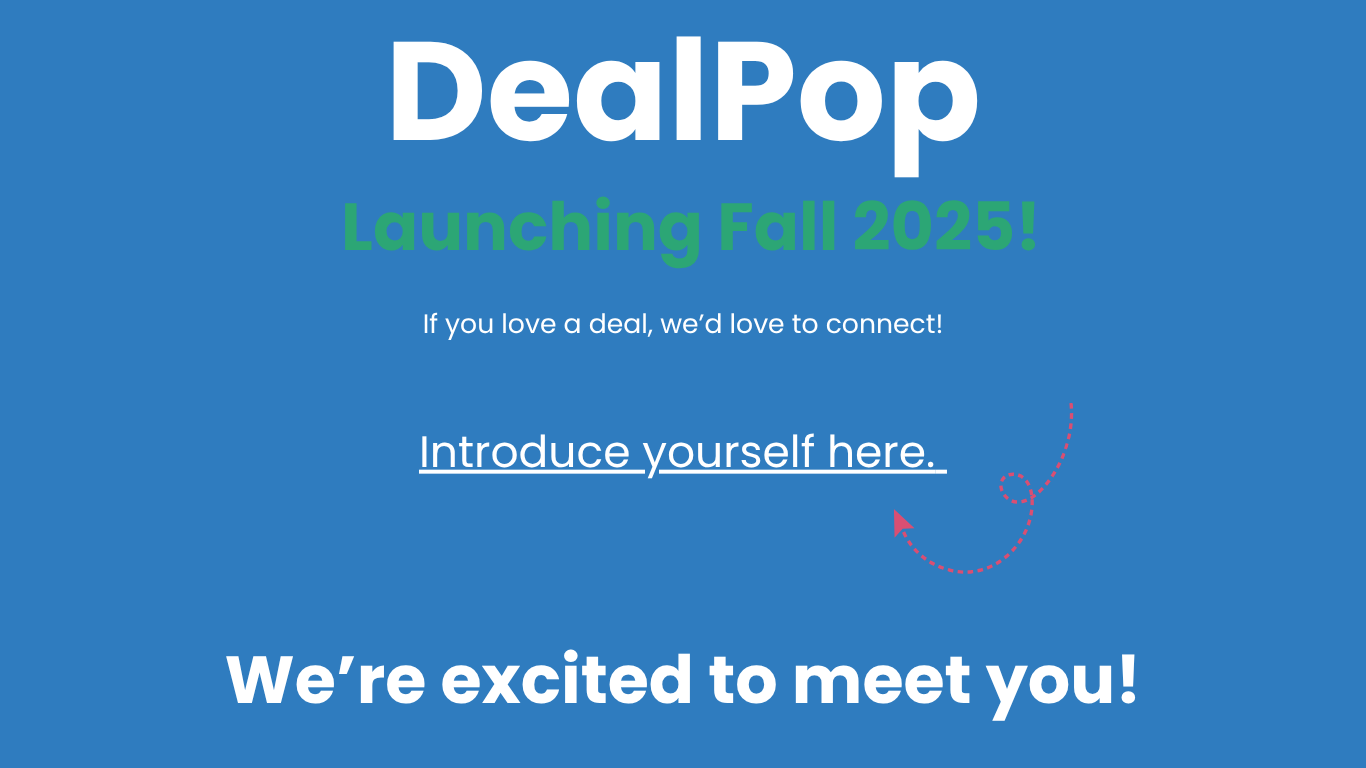 DealPop
Launching Fall 2025!
If you love a deal, we’d love to connect!
Introduce yourself here.
We’re excited to meet you!